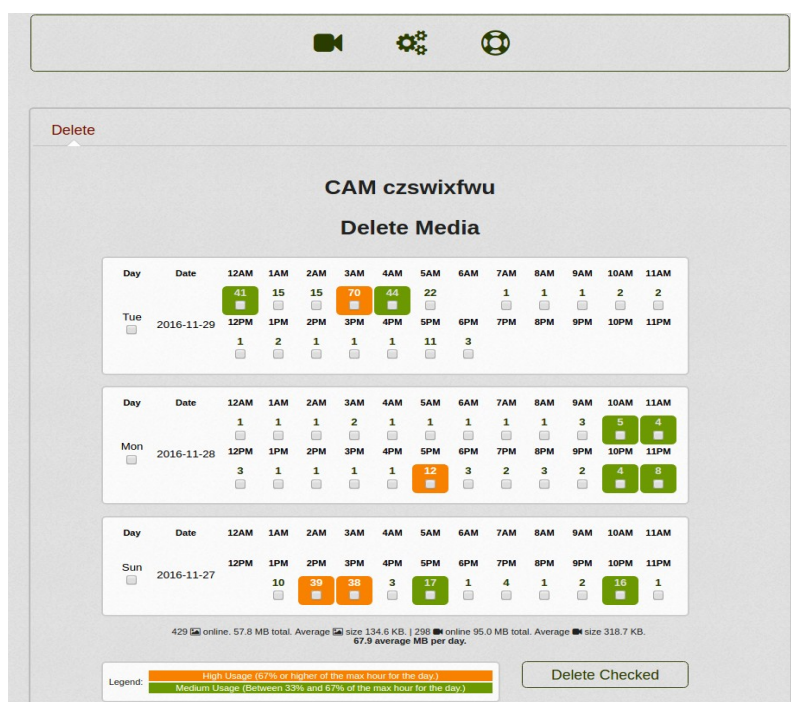 Delete
CAM czswixfwu
Delete Media
Day Date 12AM 1AM 2AM 3AM 4AM 5AM 6AM 7AM 8AM 9AM 10AM 11AM
41 15 15 70 44 22 1 1 1 2 2
Tue 2016-11-29 12PM 1PM 2PM 3PM 4PM 5PM 6PM 7PM 8PM 9PM 10PM 11PM
1 2 1 1 1 11 3
Day Date 12AM 1AM 2AM 3AM 4AM 5AM 6AM 7AM 8AM 9AM 10AM 11AM
1 1 1 2 1 1 1 1 1 3 5 4
Mon 2016-11-28 12PM 1PM 2PM 3PM 4PM 5PM 6PM 7PM 8PM 9PM 10PM 11PM
3 1 1 1 1 12 3 2 3 2 4 8
Day Date 12AM 1AM 2AM 3AM 4AM 5AM 6AM 7AM 8AM 9AM 10AM 11AM
Sun 2016-11-27 12PM 1PM 2PM 3PM 4PM 5PM 6PM 7PM 8PM 9PM 10PM 11PM
10 39 38 3 17 1 4 1 2 16 1
429 online. 57.8 MB total. Average size 134.6 KB. | 298 online 95.0 MB total. Average size 318.7 KB.
67.9 average MB per day.
Legend: High Usage (67% or higher of the max hour for the day.)
Medium Usage (Between 33% and 67% of the max hour for the day.)
Delete Checked